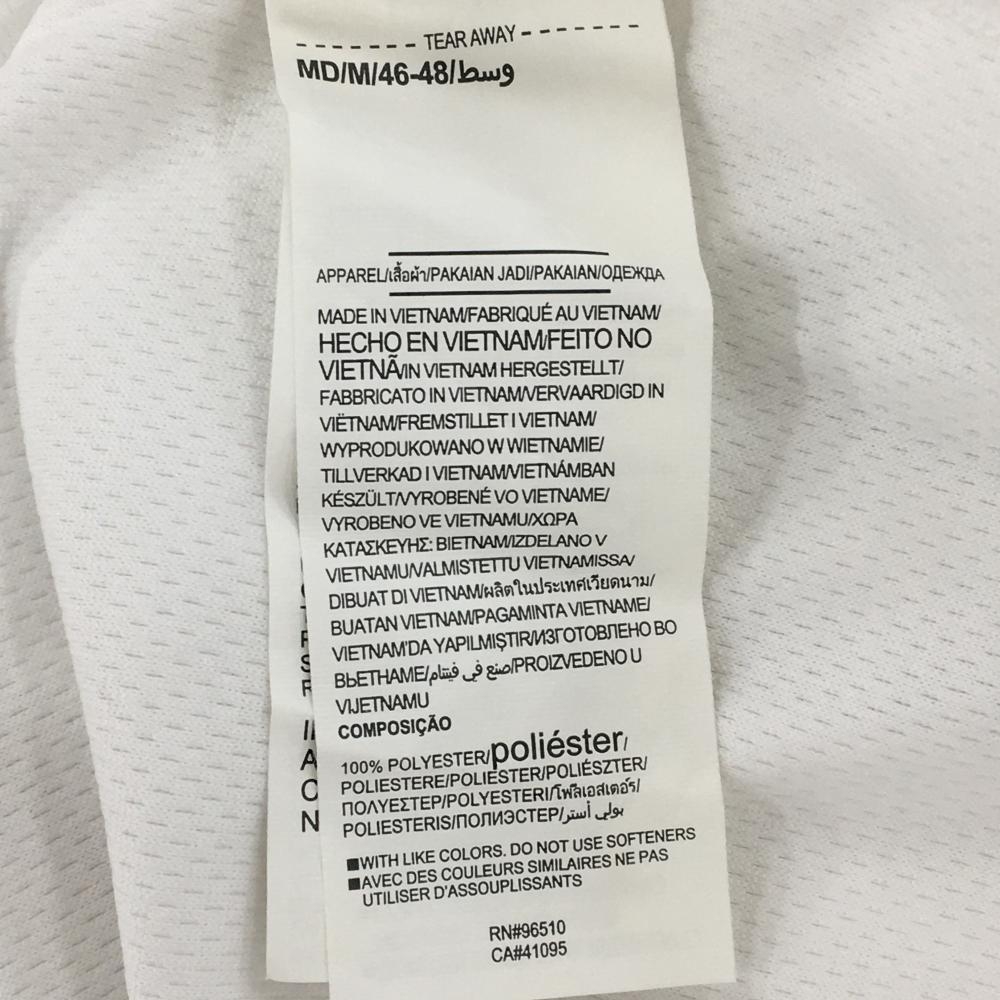 ------- TEAR AWAY -------
MD/M/46-48/وسط
APPAREL/เสื้อผ้า/PAKAIAN JADI/PAKAIAN/ОДЕЖДА
MADE IN VIETNAM/FABRIQUÉ AU VIETNAM/
HECHO EN VIETNAM/FEITO NO
VIETNÃ/IN VIETNAM HERGESTELLT/
FABBRICATO IN VIETNAM/VERVAARDIGD IN
VIËTNAM/FREMSTILLET I VIETNAM/
WYPRODUKOWANO W WIETNAMIE/
TILLVERKAD I VIETNAM/VIETNÁMBAN
KÉSZÜLT/VYROBENÉ VO VIETNAME/
VYROBENO VE VIETNAMU/ΧΩΡΑ
ΚΑΤΑΣΚΕΥΗΣ: ΒΙΕΤΝΑΜ/IZDELANO V
VIETNAMU/VALMISTETTU VIETNAMISSA/
DIBUAT DI VIETNAM/ผลิตในประเทศเวียดนาม/
BUATAN VIETNAM/PAGAMINTA VIETNAME/
VIETNAM'DA YAPILMIŞTIR/ИЗГОТОВЛЕНО ВО
ВЬЕТНАМЕ/صنع في فيتنام/PROIZVEDENO U
VIJETNAMU
COMPOSIÇÃO
100% POLYESTER/poliéster/
POLIESTERE/POLIESTER/POLIÉSZTER/
ΠΟΛΥΕΣΤΕΡ/POLYESTERI/โพลีเอสเตอร์/
POLIESTERIS/ПОЛИЭСТЕР/بولي أستر
■WITH LIKE COLORS. DO NOT USE SOFTENERS
■AVEC DES COULEURS SIMILAIRES NE PAS
UTILISER D'ASSOUPLISSANTS
RN#96510
CA#41095